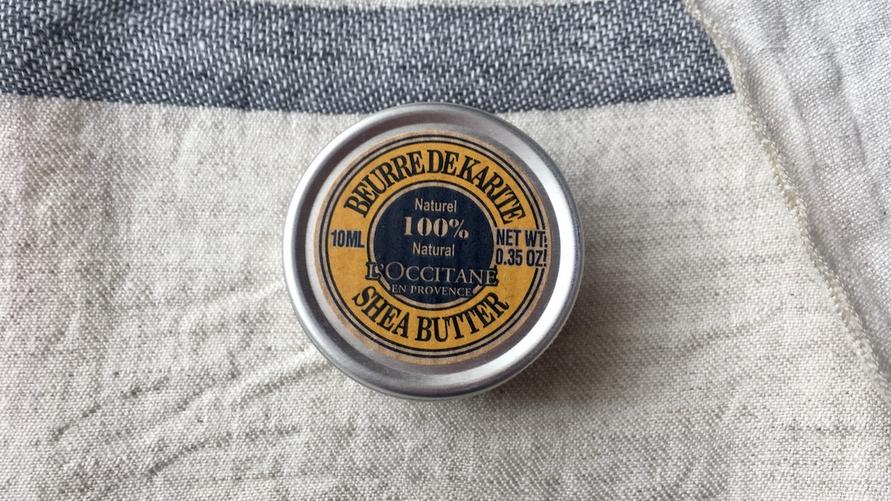 BEURRE DE KARITE
Naturel
100%
Natural
10ML
NET WT.
0.35 OZ.
L'OCCITANE
EN PROVENCE
SHEA BUTTER